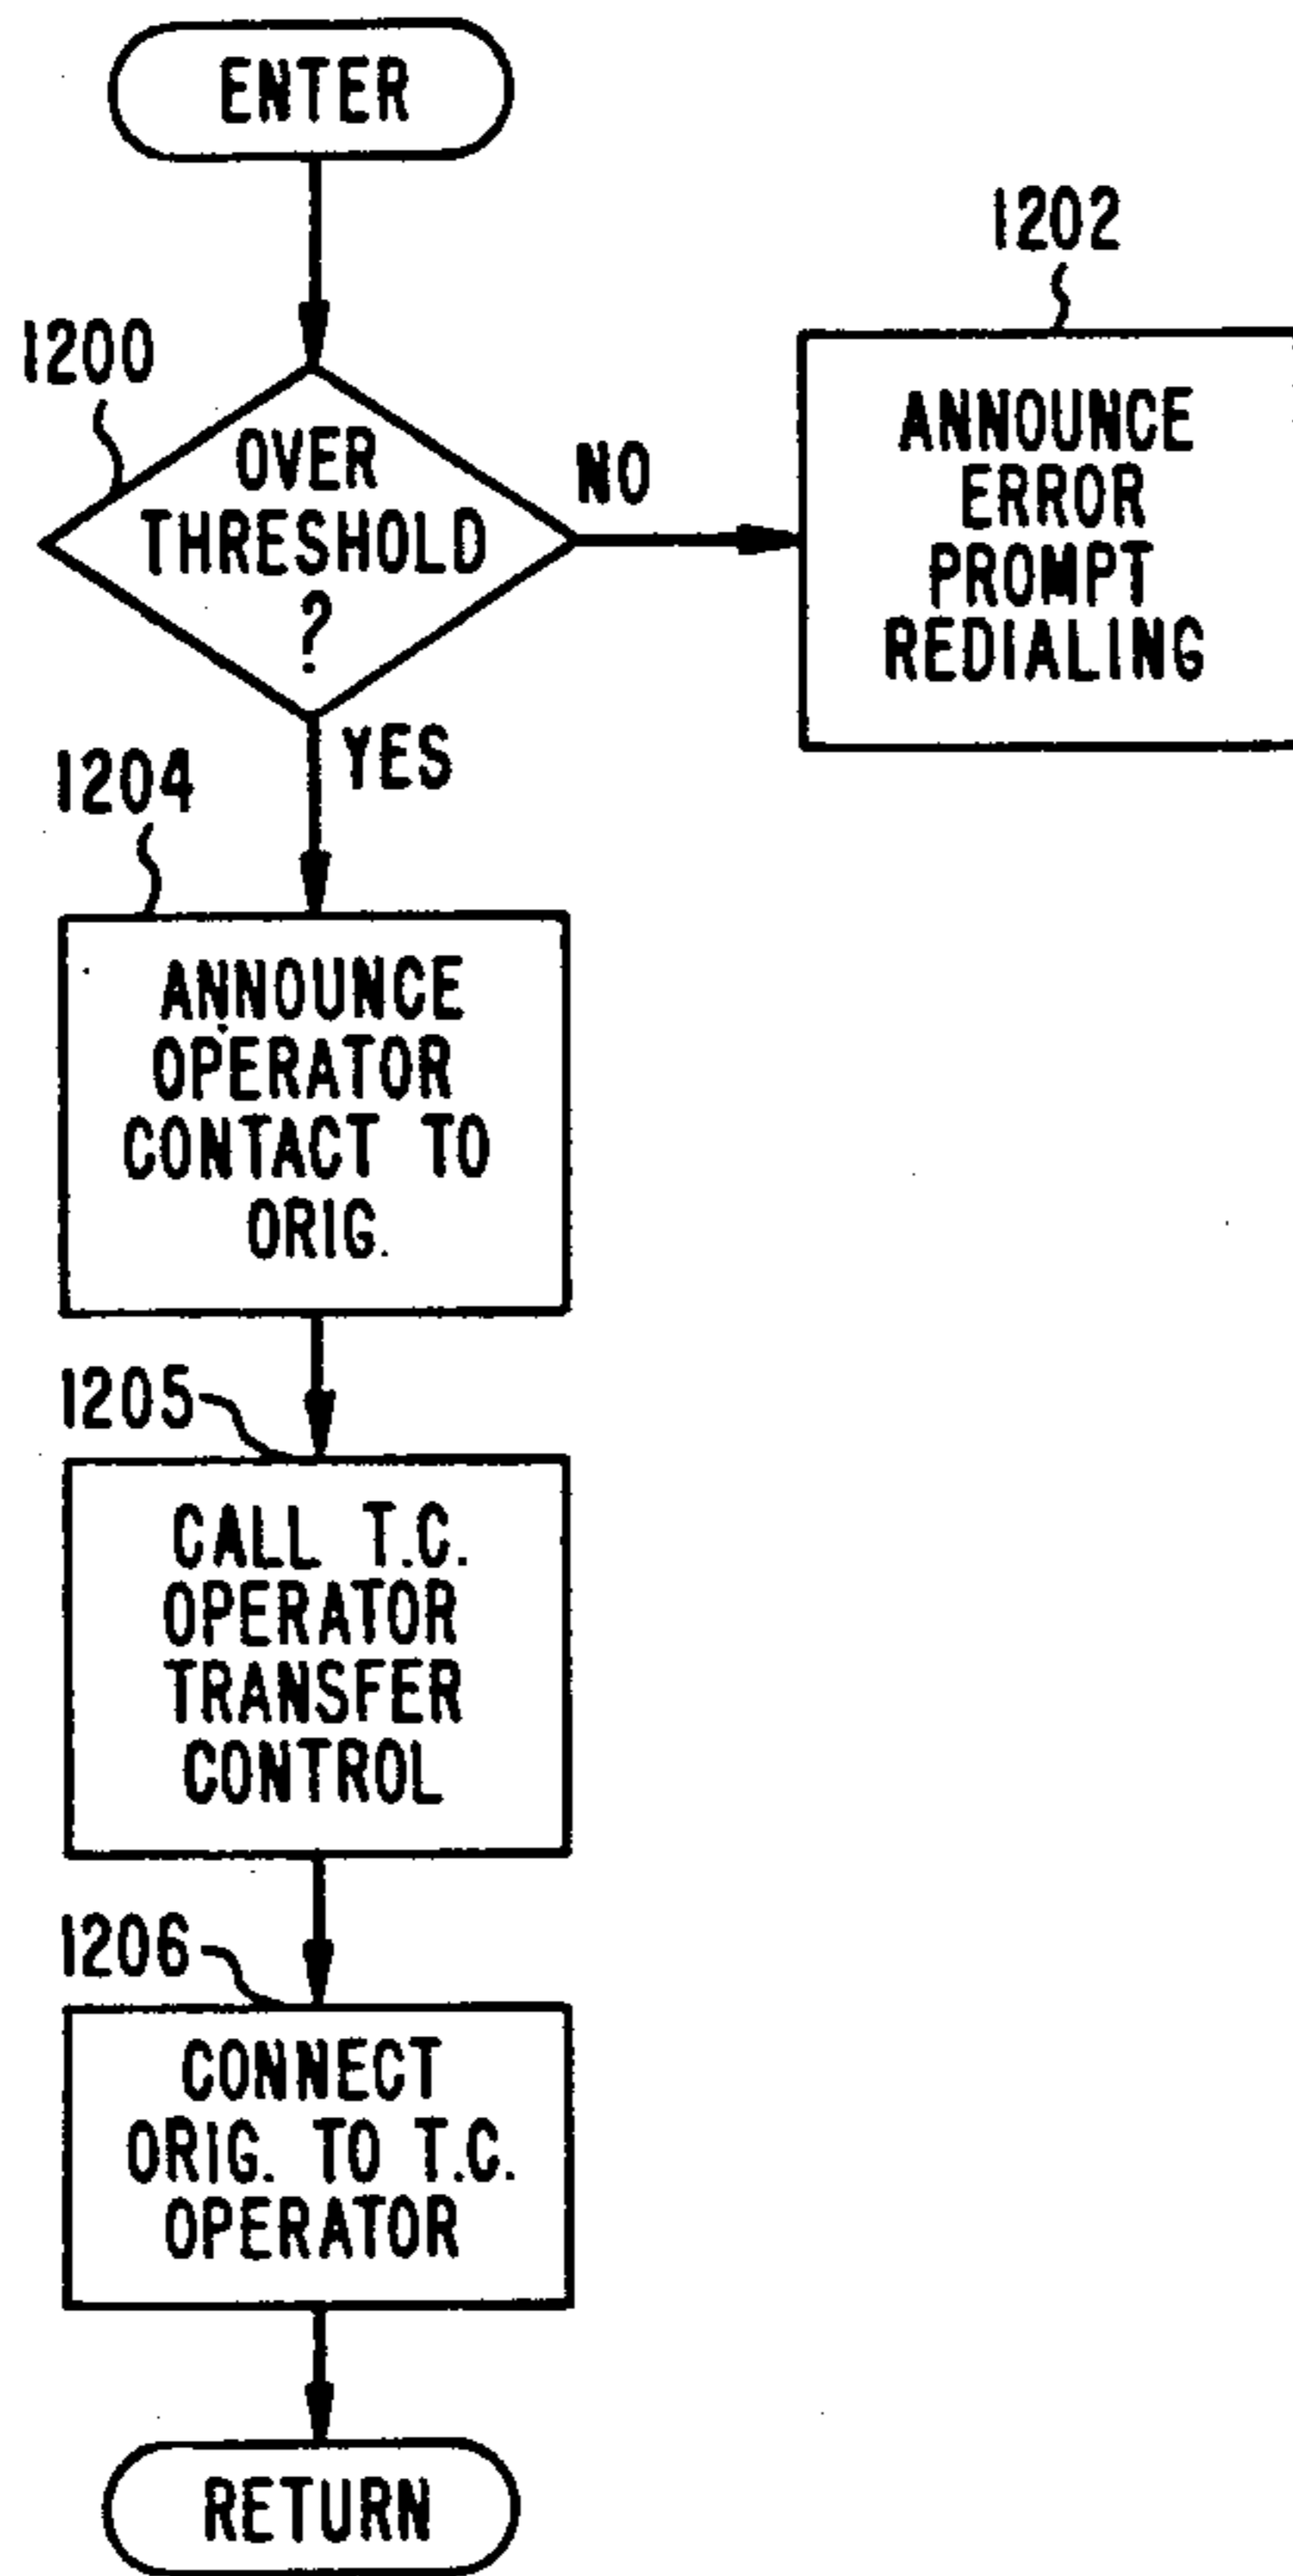 ENTER
1200
OVER
THRESHOLD
?
NO
1202
ANNOUNCE
ERROR
PROMPT
REDIALING
YES
1204
ANNOUNCE
OPERATOR
CONTACT TO
ORIG.
1205
CALL T.C.
OPERATOR
TRANSFER
CONTROL
1206
CONNECT
ORIG. TO T.C.
OPERATOR
RETURN